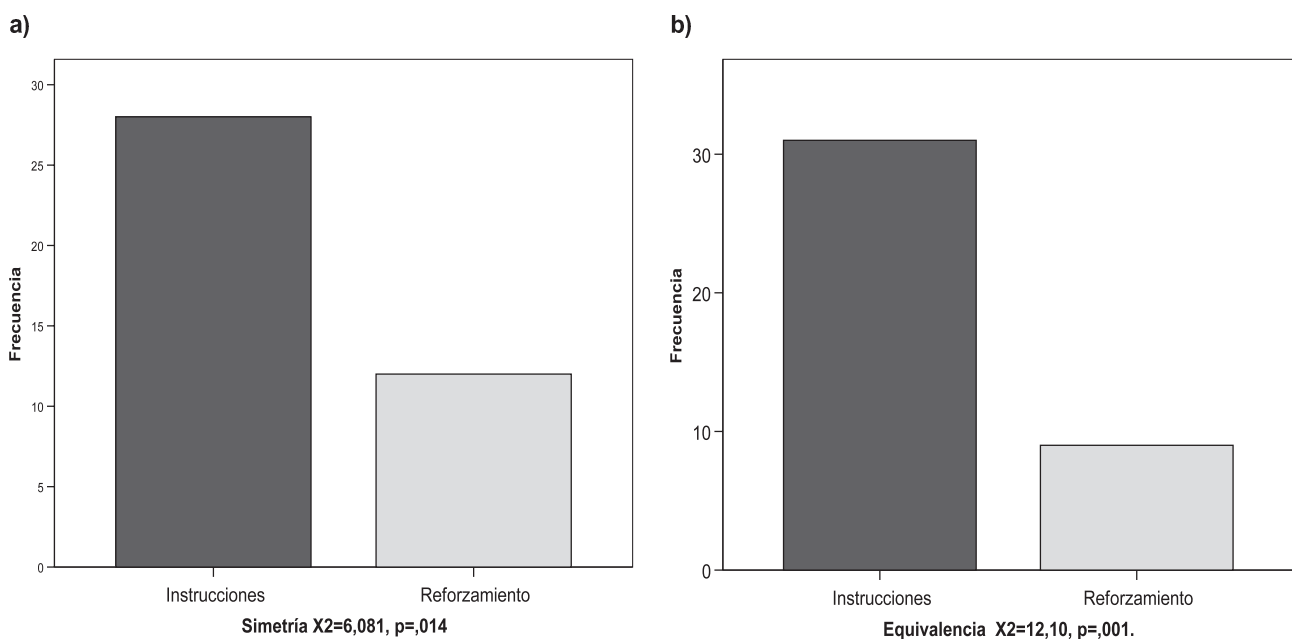 a)
30
25
20
15
10
5
0
Frecuencia
Instrucciones
Reforzamiento
Simetría X2=6,081, p=,014
b)
30
20
10
0
Frecuencia
Instrucciones
Reforzamiento
Equivalencia X2=12,10, p=,001.